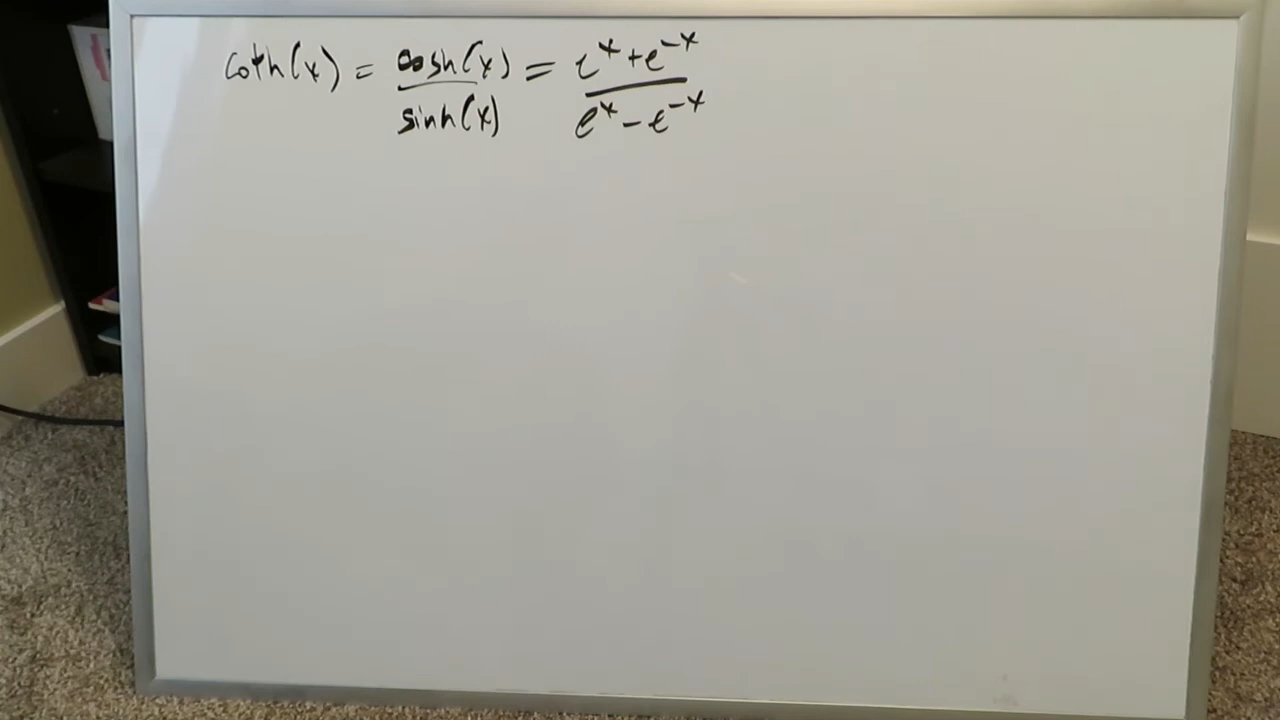 coth(x) = cosh(x)/sinh(x) = e^x + e^-x / e^x - e^-x